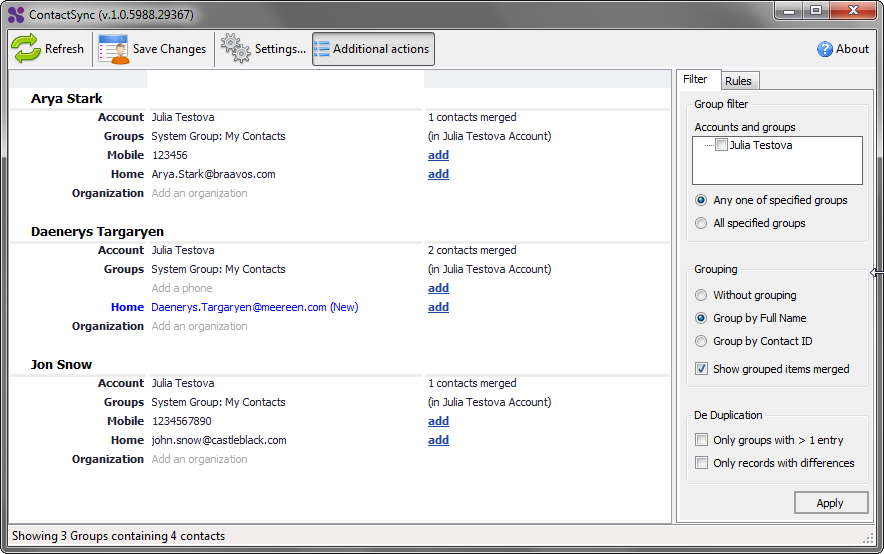 ContactSync (v.1.0.5988.29367)
Refresh Save Changes Settings... Additional actions About
Arya Stark
Account Julia Testova 1 contacts merged
Groups System Group: My Contacts (in Julia Testova Account)
Mobile 123456 add
Home Arya.Stark@braavos.com add
Organization Add an organization
Daenerys Targaryen
Account Julia Testova 2 contacts merged
Groups System Group: My Contacts (in Julia Testova Account)
Add a phone add
Home Daenerys.Targaryen@meereen.com (New) add
Organization Add an organization
Jon Snow
Account Julia Testova 1 contacts merged
Groups System Group: My Contacts (in Julia Testova Account)
Mobile 1234567890 add
Home john.snow@castleblack.com add
Organization Add an organization
Filter Rules
Group filter
Accounts and groups
Julia Testova
Any one of specified groups
All specified groups
Grouping
Without grouping
Group by Full Name
Group by Contact ID
Show grouped items merged
De Duplication
Only groups with > 1 entry
Only records with differences
Apply
Showing 3 Groups containing 4 contacts